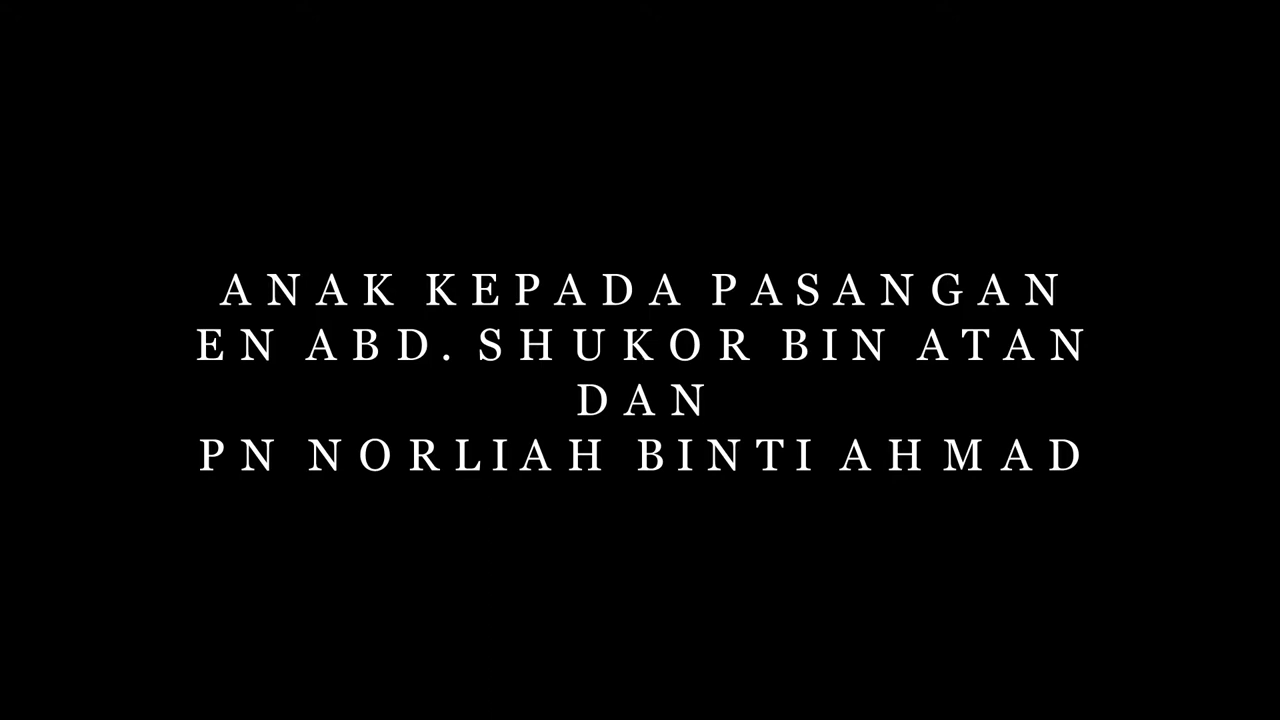 ANAK KEPADA PASANGAN
EN ABD. SHUKOR BIN ATAN
DAN
PN NORLIAH BINTI AHMAD